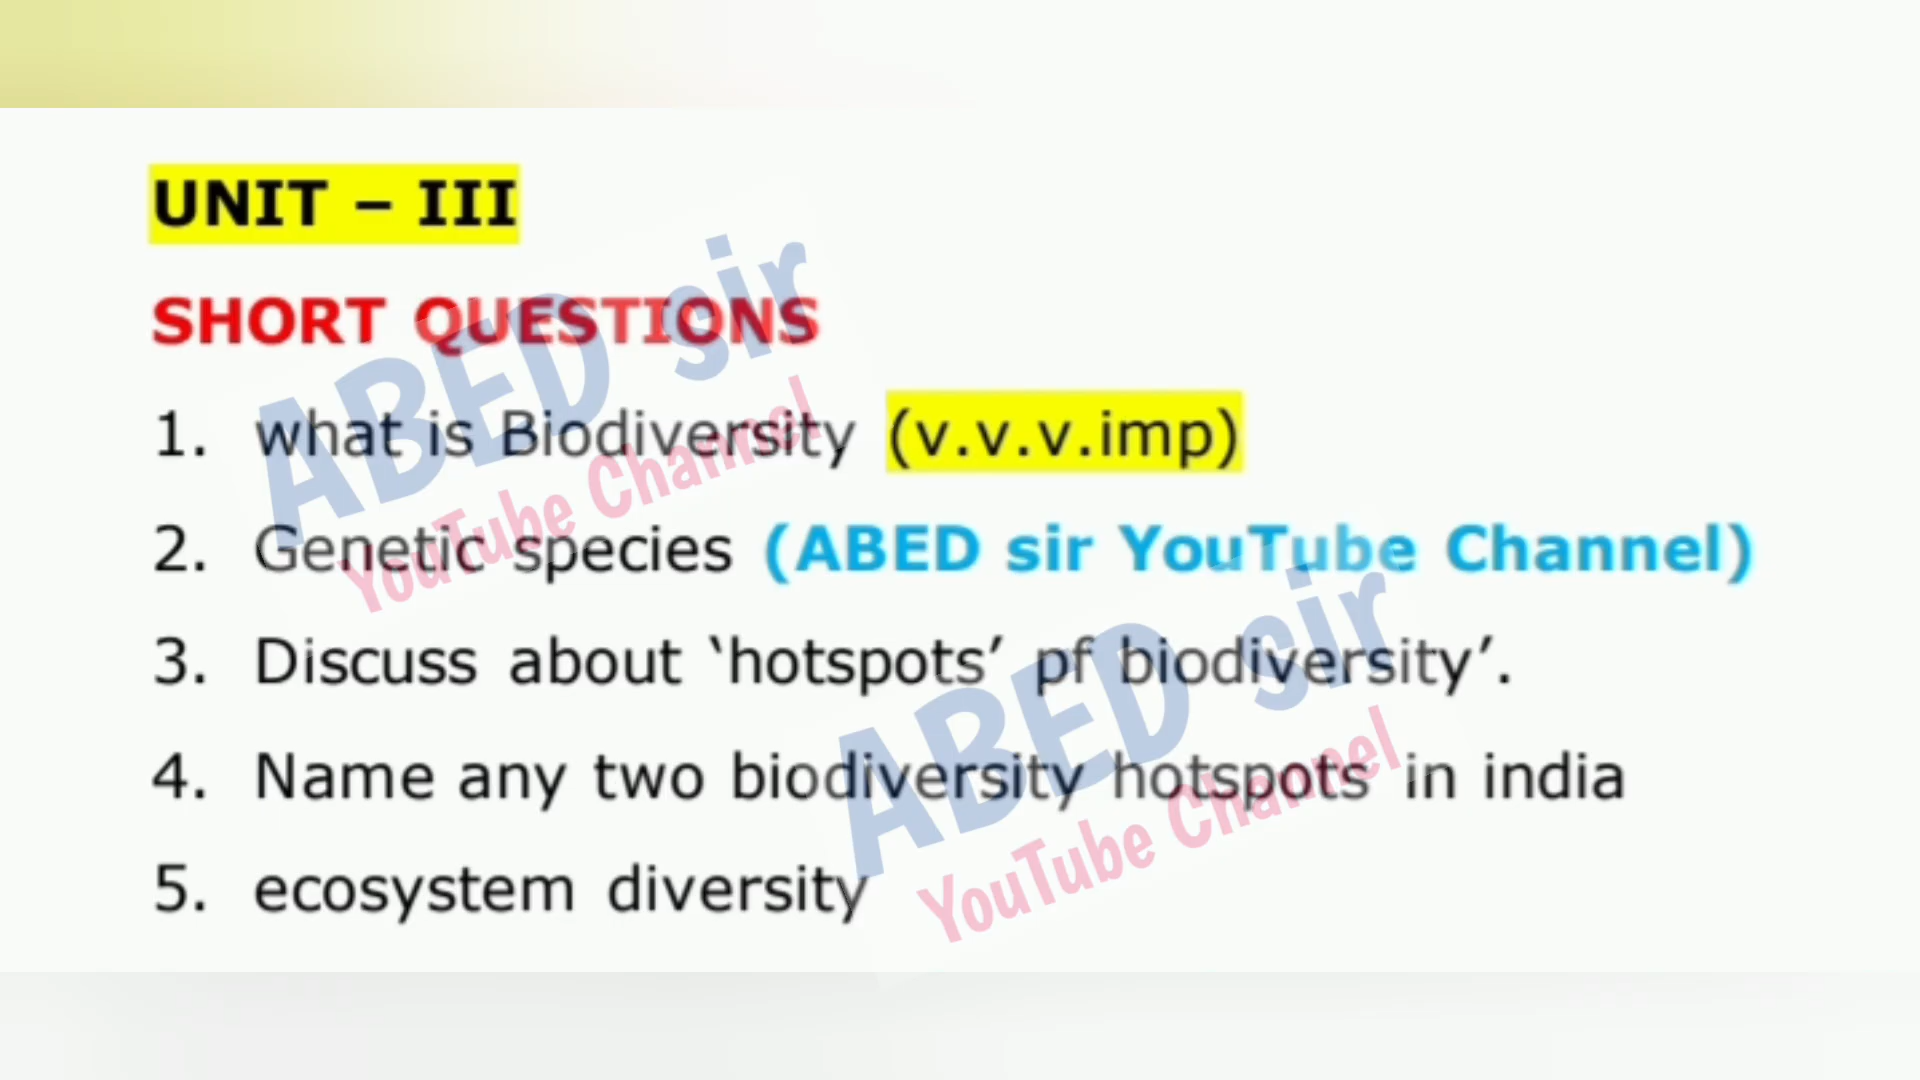 UNIT – III
SHORT QUESTIONS
1. what is Biodiversity (v.v.v.imp)
2. Genetic species (ABED sir YouTube Channel)
3. Discuss about ‘hotspots’ pf biodiversity’.
4. Name any two biodiversity hotspots in india
5. ecosystem diversity
ABED sir
YouTube Channel
ABED sir
YouTube Channel